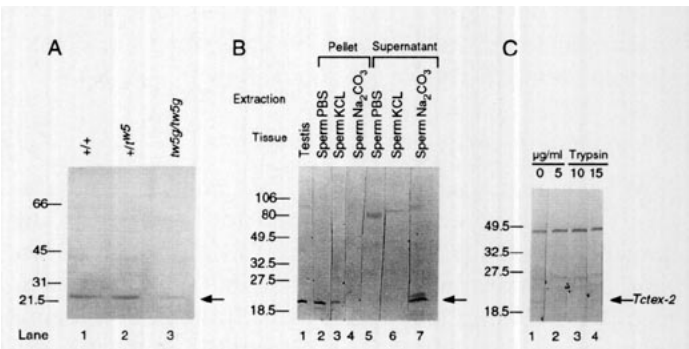 A
+/+
+/tw5
tw5g/tw5g
66
45
31
21.5
Lane 1 2 3
B
Pellet Supernatant
Extraction
Tissue
Testis
Sperm PBS
Sperm KCL
Sperm Na2CO3
Sperm PBS
Sperm KCL
Sperm Na2CO3
106
80
49.5
32.5
27.5
18.5
1 2 3 4 5 6 7
C
µg/ml Trypsin
0 5 10 15
49.5
32.5
27.5
18.5
Tctex-2
1 2 3 4